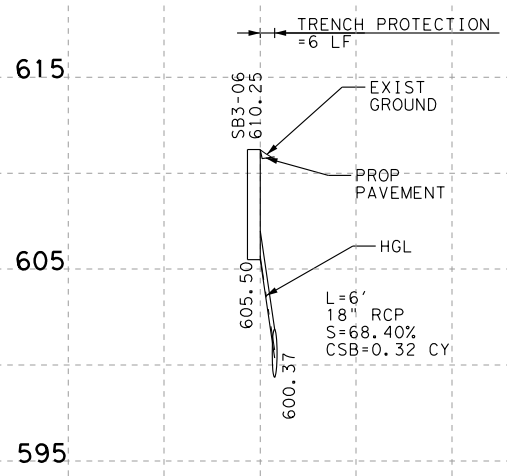 TRENCH PROTECTION
=6 LF
615
SB3-06
610.25
EXIST
GROUND
PROP
PAVEMENT
HGL
605
605.50
L=6'
18" RCP
S=68.40%
CSB=0.32 CY
600.37
595